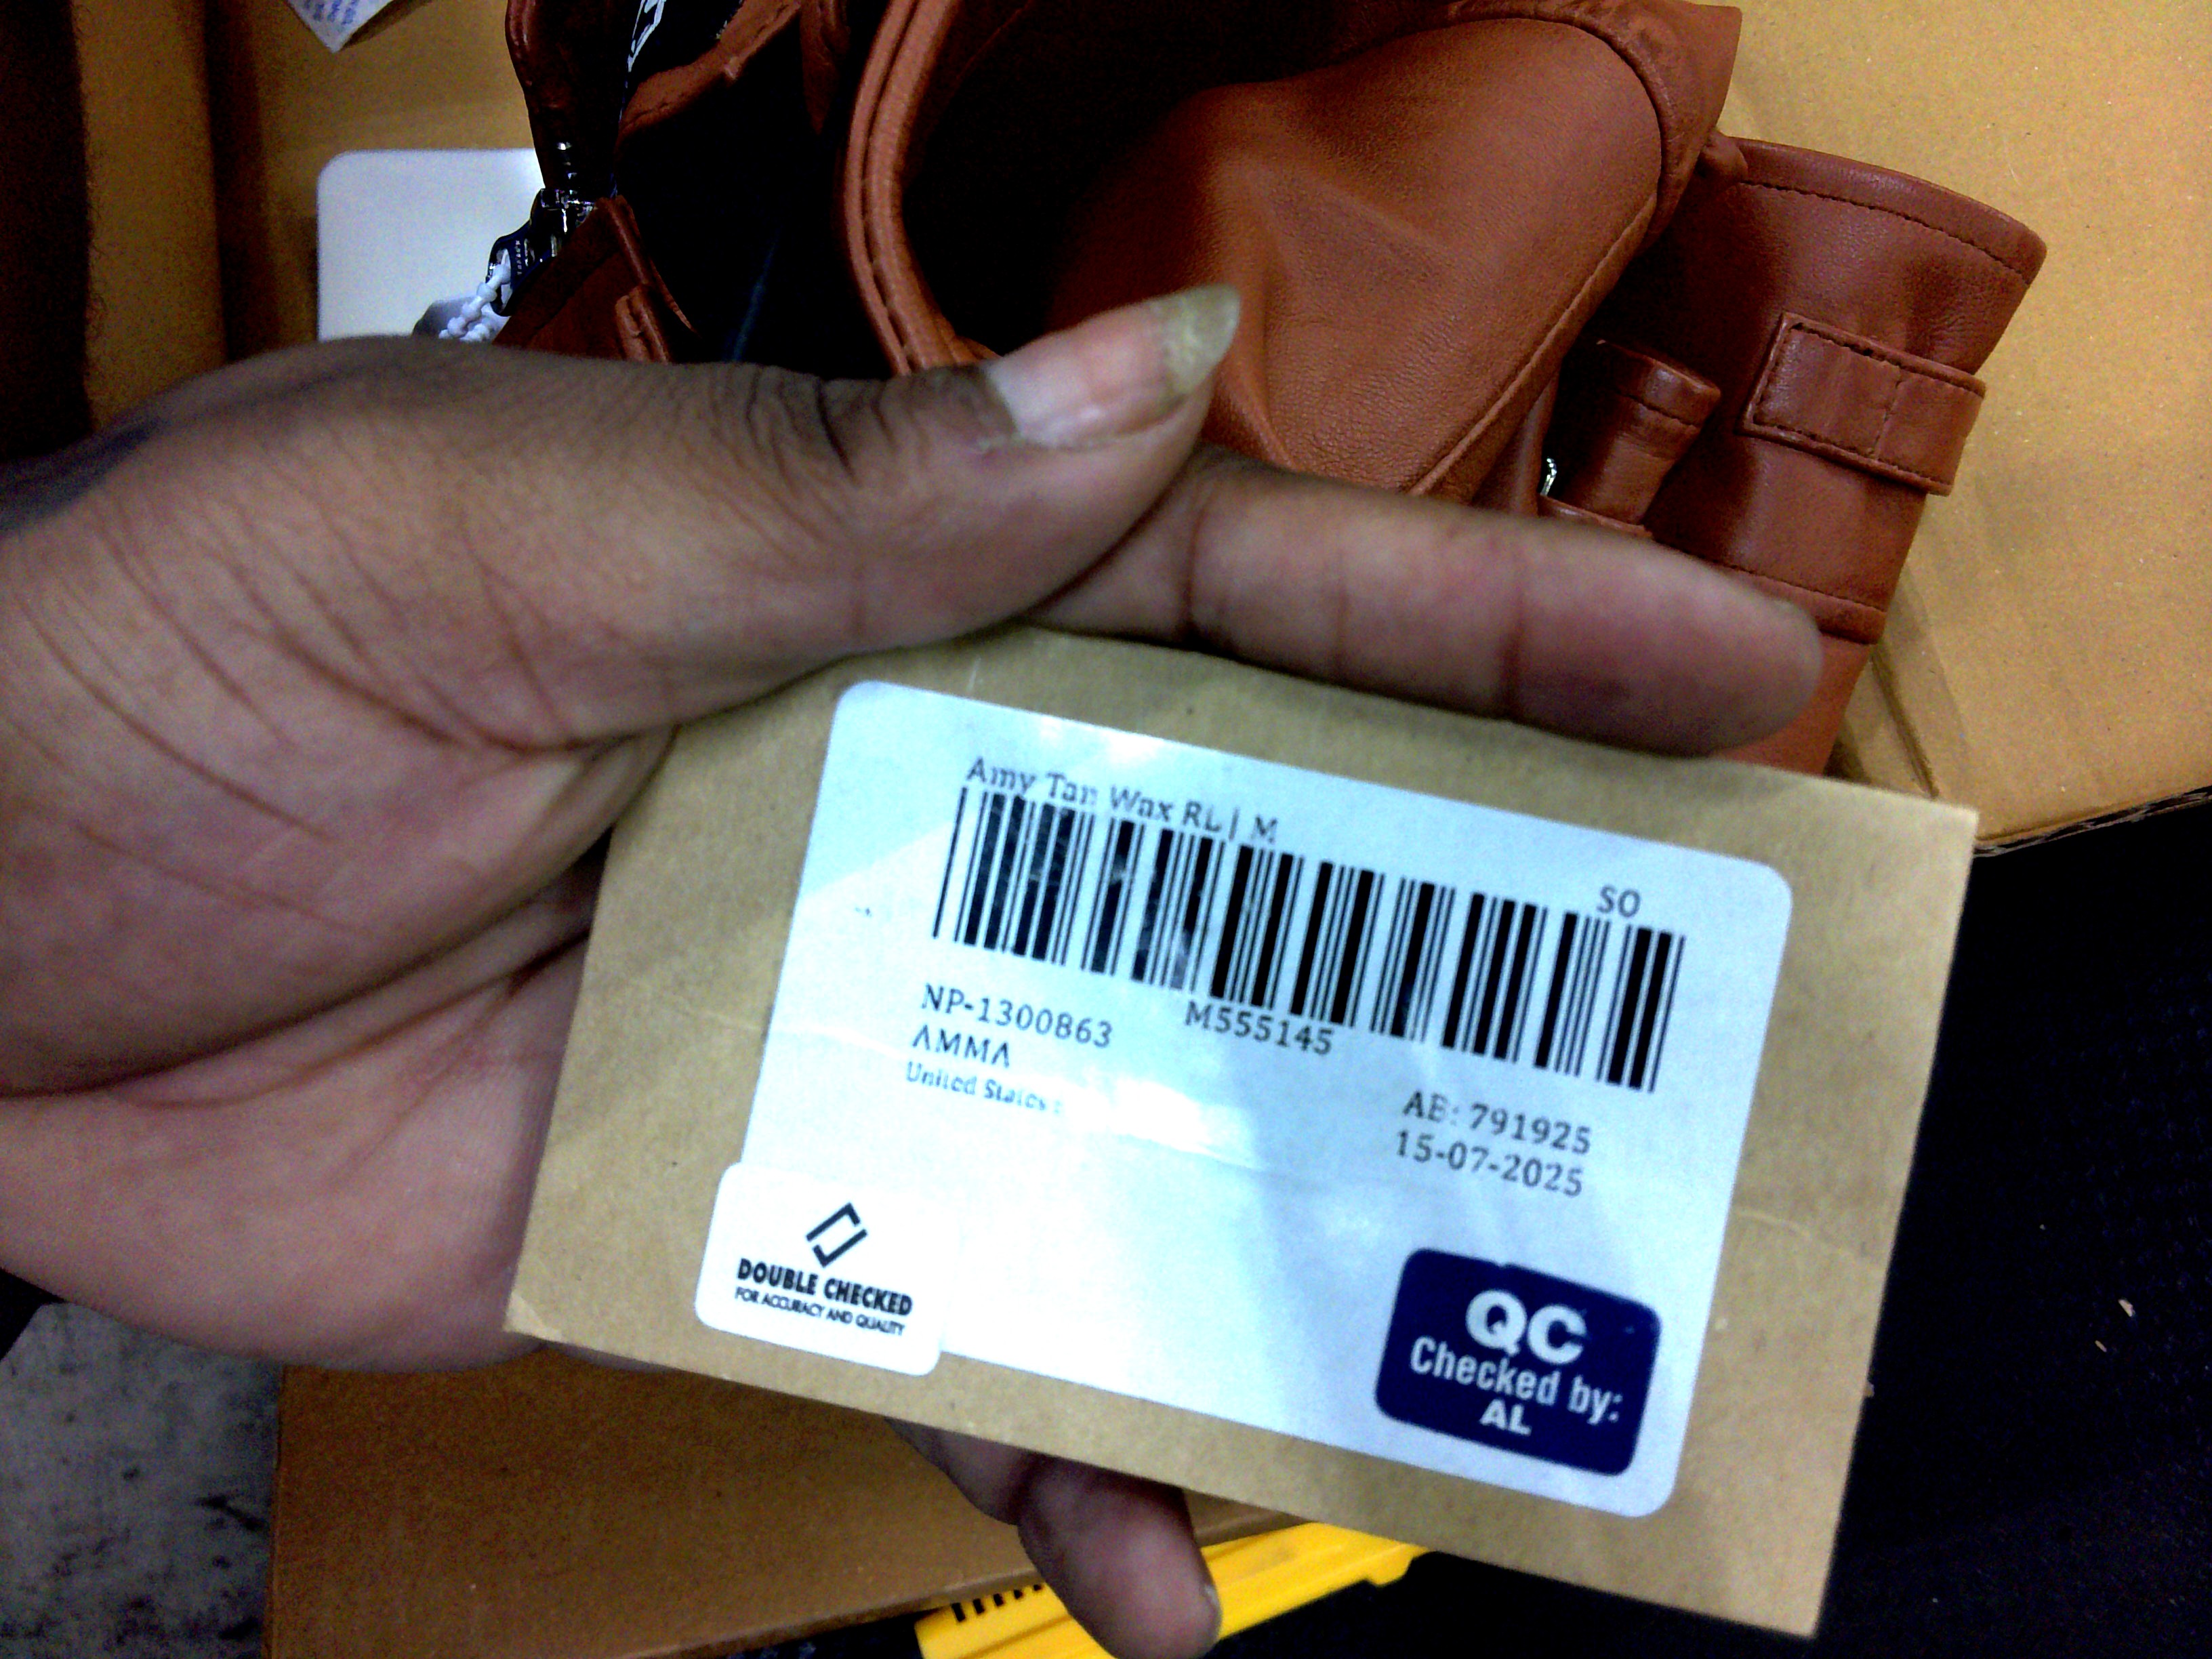 Amy Tan Wax RL | M
SO
NP-1300863
M555145
AMMA
United States
AB: 791925
15-07-2025
DOUBLE CHECKED
FOR ACCURACY AND QUALITY
QC
Checked by:
AL